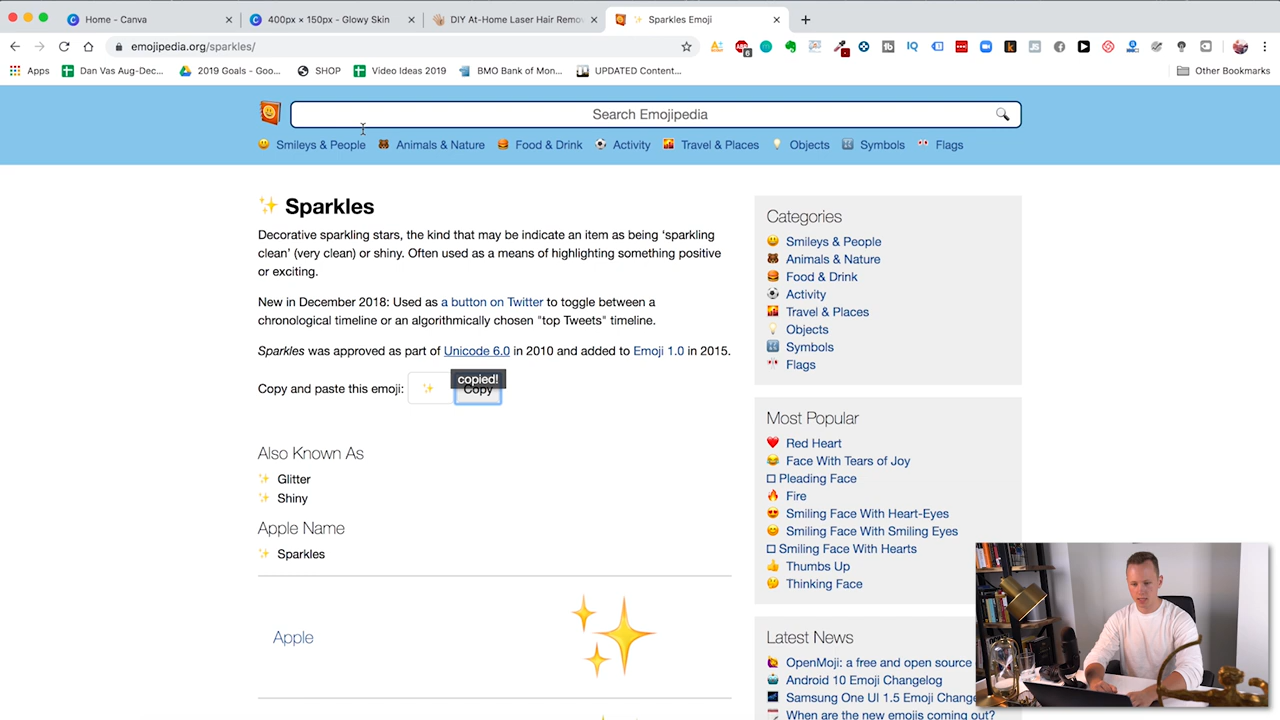 Home - Canva
400px × 150px - Glowy Skin
DIY At-Home Laser Hair Remov
✨ Sparkles Emoji
emojipedia.org/sparkles/
Apps
Dan Vas Aug-Dec...
2019 Goals - Goo...
SHOP
Video Ideas 2019
BMO Bank of Mon...
UPDATED Content...
Other Bookmarks
Search Emojipedia
Smileys & People
Animals & Nature
Food & Drink
Activity
Travel & Places
Objects
Symbols
Flags
✨ Sparkles
Decorative sparkling stars, the kind that may be indicate an item as being ‘sparkling
clean’ (very clean) or shiny. Often used as a means of highlighting something positive
or exciting.
New in December 2018: Used as a button on Twitter to toggle between a
chronological timeline or an algorithmically chosen "top Tweets" timeline.
Sparkles was approved as part of Unicode 6.0 in 2010 and added to Emoji 1.0 in 2015.
copied!
Copy and paste this emoji: ✨ Copy
Also Known As
✨ Glitter
✨ Shiny
Apple Name
✨ Sparkles
Apple
Categories
Smileys & People
Animals & Nature
Food & Drink
Activity
Travel & Places
Objects
Symbols
Flags
Most Popular
Red Heart
Face With Tears of Joy
Pleading Face
Fire
Smiling Face With Heart-Eyes
Smiling Face With Smiling Eyes
Smiling Face With Hearts
Thumbs Up
Thinking Face
Latest News
OpenMoji: a free and open source
Android 10 Emoji Changelog
Samsung One UI 1.5 Emoji Change
When are the new emojis coming out?